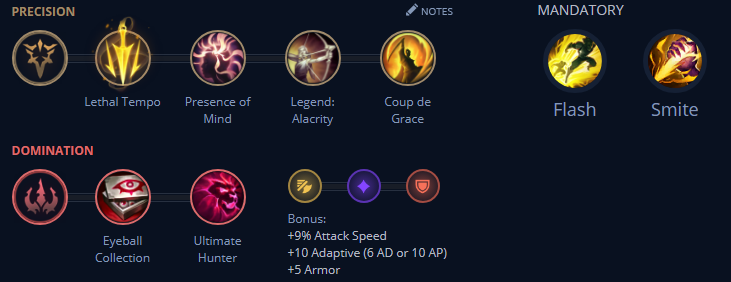 PRECISION
NOTES
MANDATORY
Lethal Tempo
Presence of
Mind
Legend:
Alacrity
Coup de
Grace
Flash
Smite
DOMINATION
Eyeball
Collection
Ultimate
Hunter
Bonus:
+9% Attack Speed
+10 Adaptive (6 AD or 10 AP)
+5 Armor